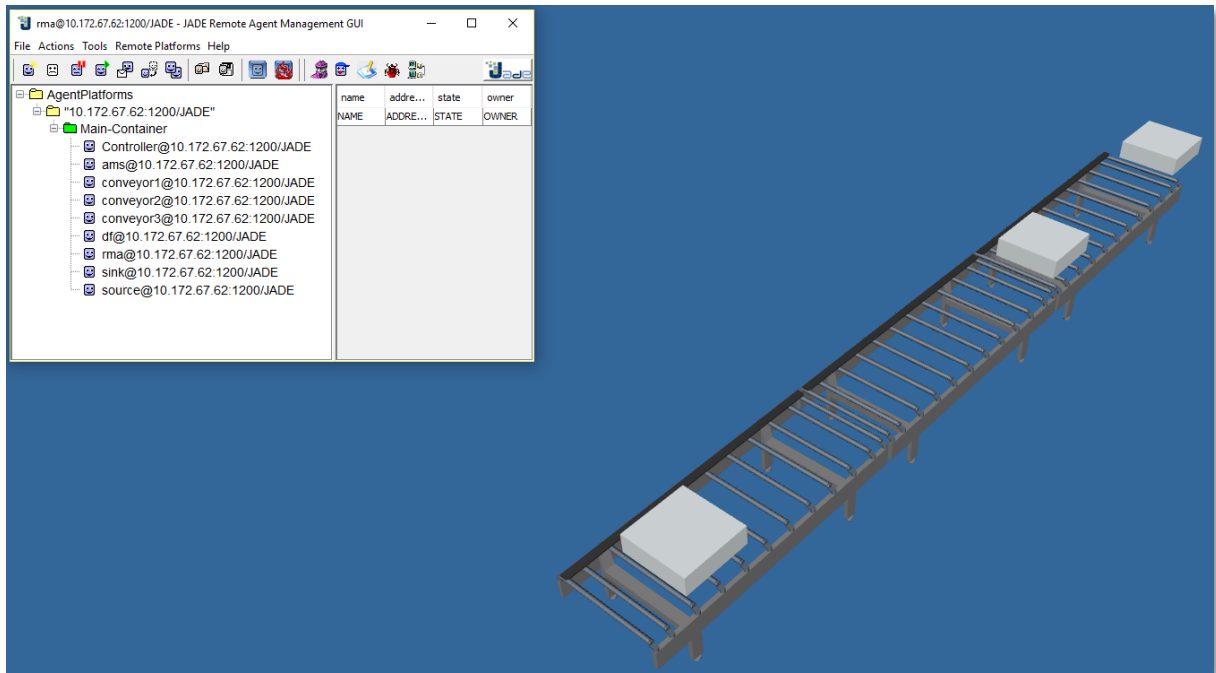 rma@10.172.67.62:1200/JADE - JADE Remote Agent Management GUI
File Actions Tools Remote Platforms Help
Jade
AgentPlatforms
"10.172.67.62:1200/JADE"
Main-Container
Controller@10.172.67.62:1200/JADE
ams@10.172.67.62:1200/JADE
conveyor1@10.172.67.62:1200/JADE
conveyor2@10.172.67.62:1200/JADE
conveyor3@10.172.67.62:1200/JADE
df@10.172.67.62:1200/JADE
rma@10.172.67.62:1200/JADE
sink@10.172.67.62:1200/JADE
source@10.172.67.62:1200/JADE
name addre... state owner
NAME ADDRE... STATE OWNER